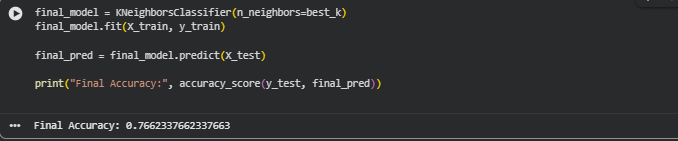 final_model = KNeighborsClassifier(n_neighbors=best_k)
final_model.fit(X_train, y_train)
final_pred = final_model.predict(X_test)
print("Final Accuracy:", accuracy_score(y_test, final_pred))
Final Accuracy: 0.7662337662337663